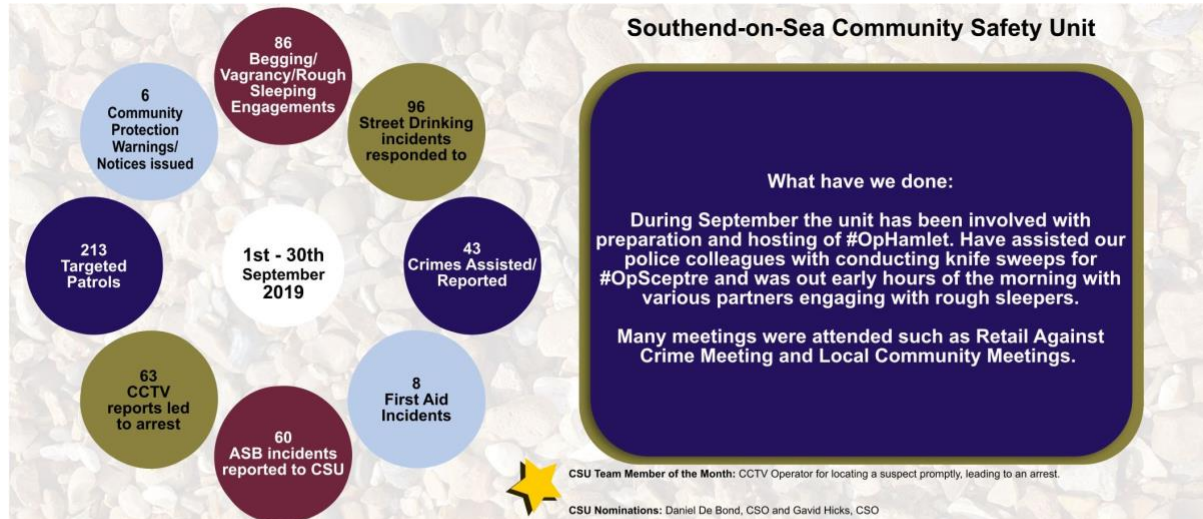 Southend-on-Sea Community Safety Unit
86
Begging/
Vagrancy/Rough
Sleeping
Engagements
96
Street Drinking
incidents
responded to
43
Crimes Assisted/
Reported
8
First Aid
Incidents
60
ASB incidents
reported to CSU
63
CCTV
reports led
to arrest
213
Targeted
Patrols
6
Community
Protection
Warnings/
Notices issued
1st - 30th
September
2019
What have we done:
During September the unit has been involved with
preparation and hosting of #OpHamlet. Have assisted our
police colleagues with conducting knife sweeps for
#OpSceptre and was out early hours of the morning with
various partners engaging with rough sleepers.
Many meetings were attended such as Retail Against
Crime Meeting and Local Community Meetings.
CSU Team Member of the Month: CCTV Operator for locating a suspect promptly, leading to an arrest.
CSU Nominations: Daniel De Bond, CSO and Gavid Hicks, CSO